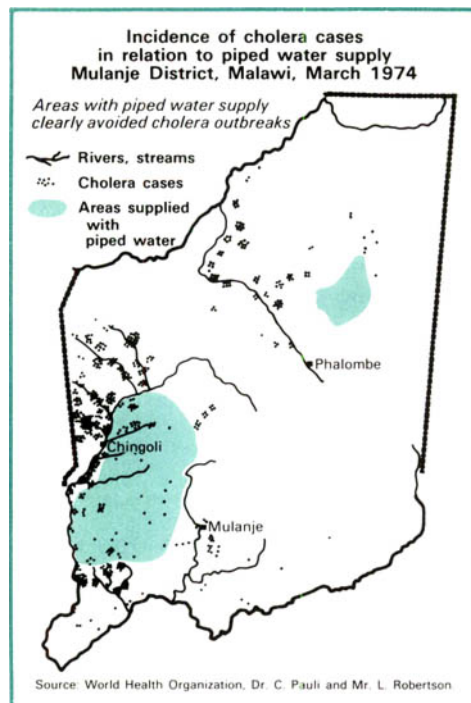 Incidence of cholera cases
in relation to piped water supply
Mulanje District, Malawi, March 1974
Areas with piped water supply
clearly avoided cholera outbreaks
Rivers, streams
Cholera cases
Areas supplied
with
piped water
Phalombe
Chingoli
Mulanje
Source: World Health Organization, Dr. C. Pauli and Mr. L. Robertson